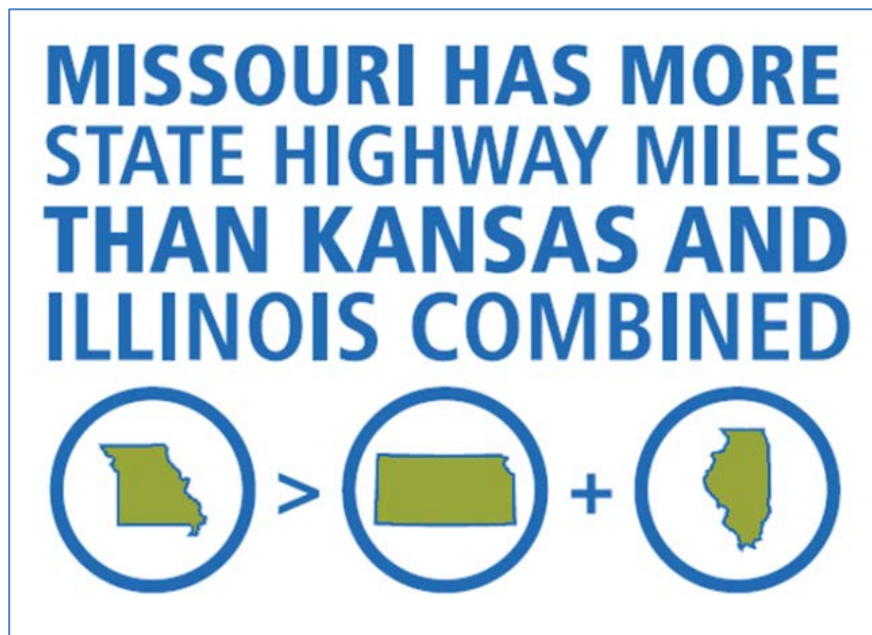 MISSOURI HAS MORE
STATE HIGHWAY MILES
THAN KANSAS AND
ILLINOIS COMBINED
> +